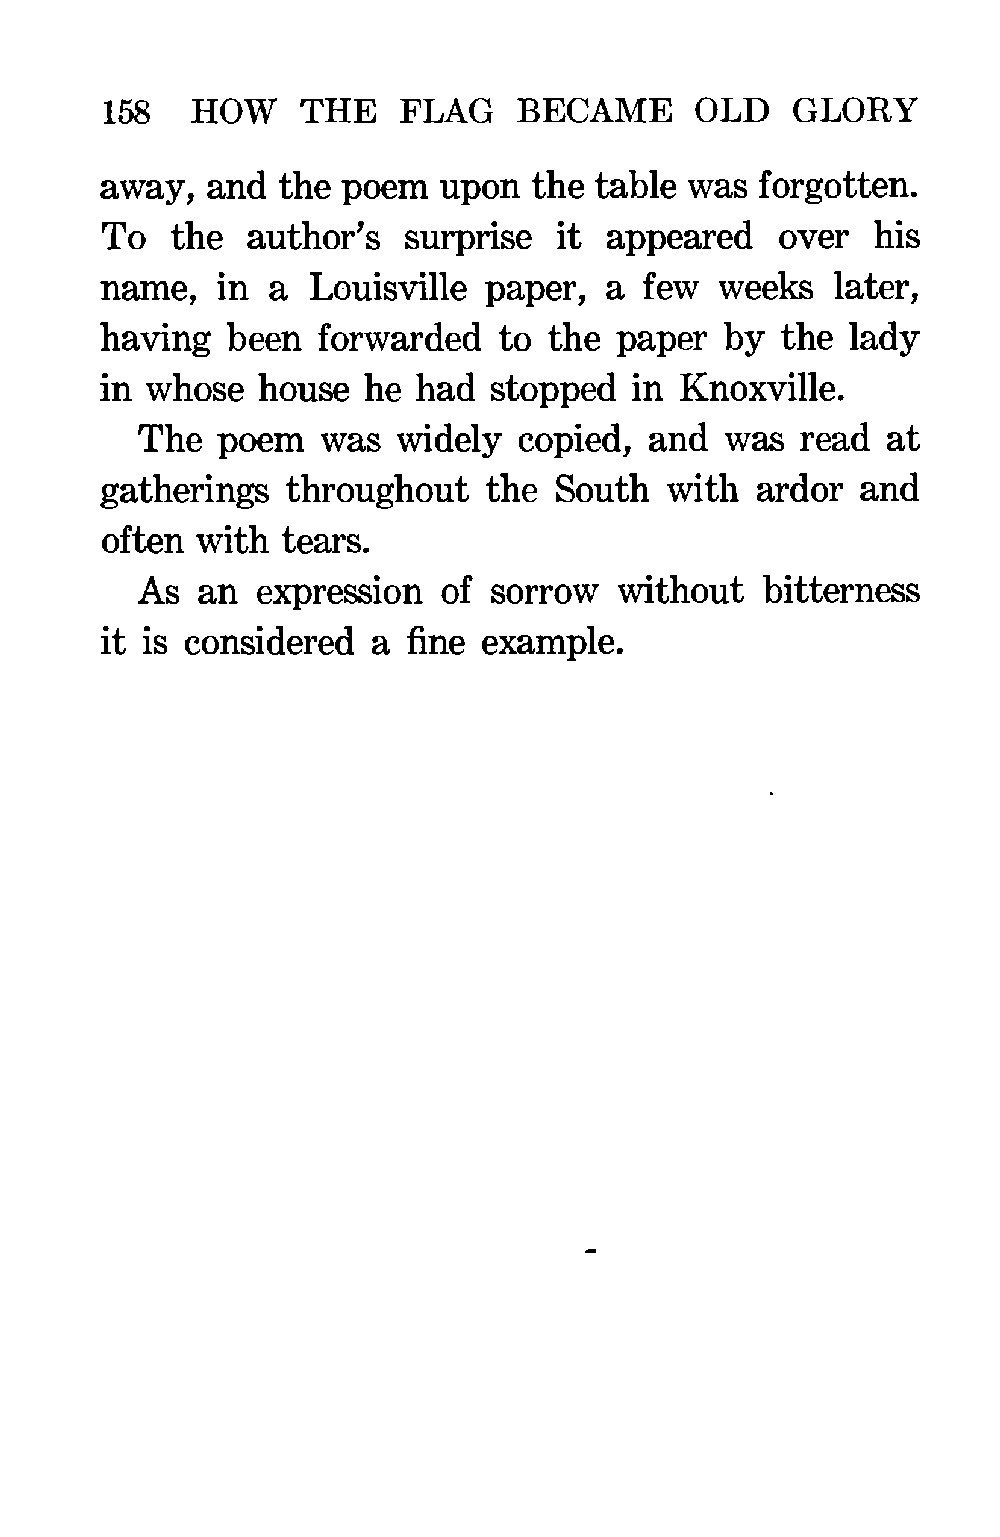 158 HOW THE FLAG BECAME OLD GLORY
away, and the poem upon the table was forgotten.
To the author's surprise it appeared over his
name, in a Louisville paper, a few weeks later,
having been forwarded to the paper by the lady
in whose house he had stopped in Knoxville.
The poem was widely copied, and was read at
gatherings throughout the South with ardor and
often with tears.
As an expression of sorrow without bitterness
it is considered a fine example.